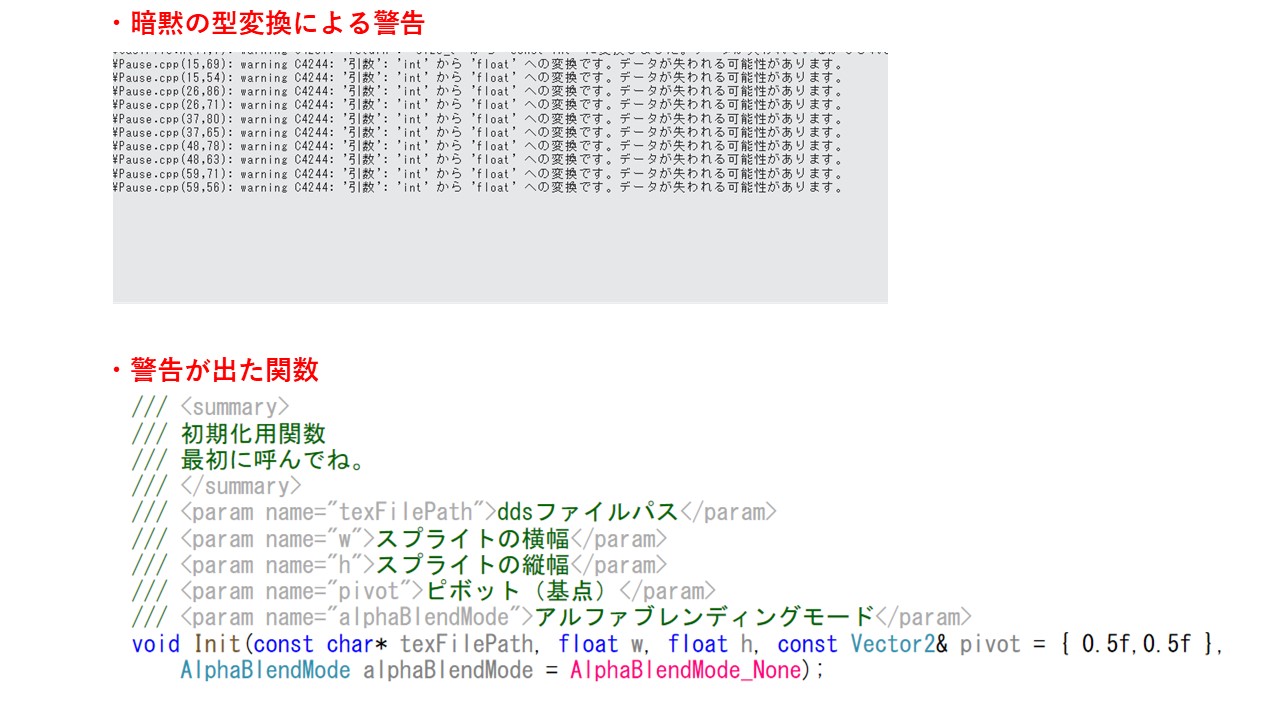 ・暗黙の型変換による警告
¥Pause.cpp(15,69): warning C4244: '引数': 'int' から 'float' への変換です。データが失われる可能性があります。
¥Pause.cpp(15,54): warning C4244: '引数': 'int' から 'float' への変換です。データが失われる可能性があります。
¥Pause.cpp(26,86): warning C4244: '引数': 'int' から 'float' への変換です。データが失われる可能性があります。
¥Pause.cpp(26,71): warning C4244: '引数': 'int' から 'float' への変換です。データが失われる可能性があります。
¥Pause.cpp(37,80): warning C4244: '引数': 'int' から 'float' への変換です。データが失われる可能性があります。
¥Pause.cpp(37,65): warning C4244: '引数': 'int' から 'float' への変換です。データが失われる可能性があります。
¥Pause.cpp(48,78): warning C4244: '引数': 'int' から 'float' への変換です。データが失われる可能性があります。
¥Pause.cpp(48,63): warning C4244: '引数': 'int' から 'float' への変換です。データが失われる可能性があります。
¥Pause.cpp(59,71): warning C4244: '引数': 'int' から 'float' への変換です。データが失われる可能性があります。
¥Pause.cpp(59,56): warning C4244: '引数': 'int' から 'float' への変換です。データが失われる可能性があります。
・警告が出た関数
/// <summary>
/// 初期化用関数
/// 最初に呼んでね。
/// </summary>
/// <param name="texFilePath">ddsファイルパス</param>
/// <param name="w">スプライトの横幅</param>
/// <param name="h">スプライトの縦幅</param>
/// <param name="pivot">ピボット（基点）</param>
/// <param name="alphaBlendMode">アルファブレンディングモード</param>
void Init(const char* texFilePath, float w, float h, const Vector2& pivot = { 0.5f,0.5f },
AlphaBlendMode alphaBlendMode = AlphaBlendMode_None);